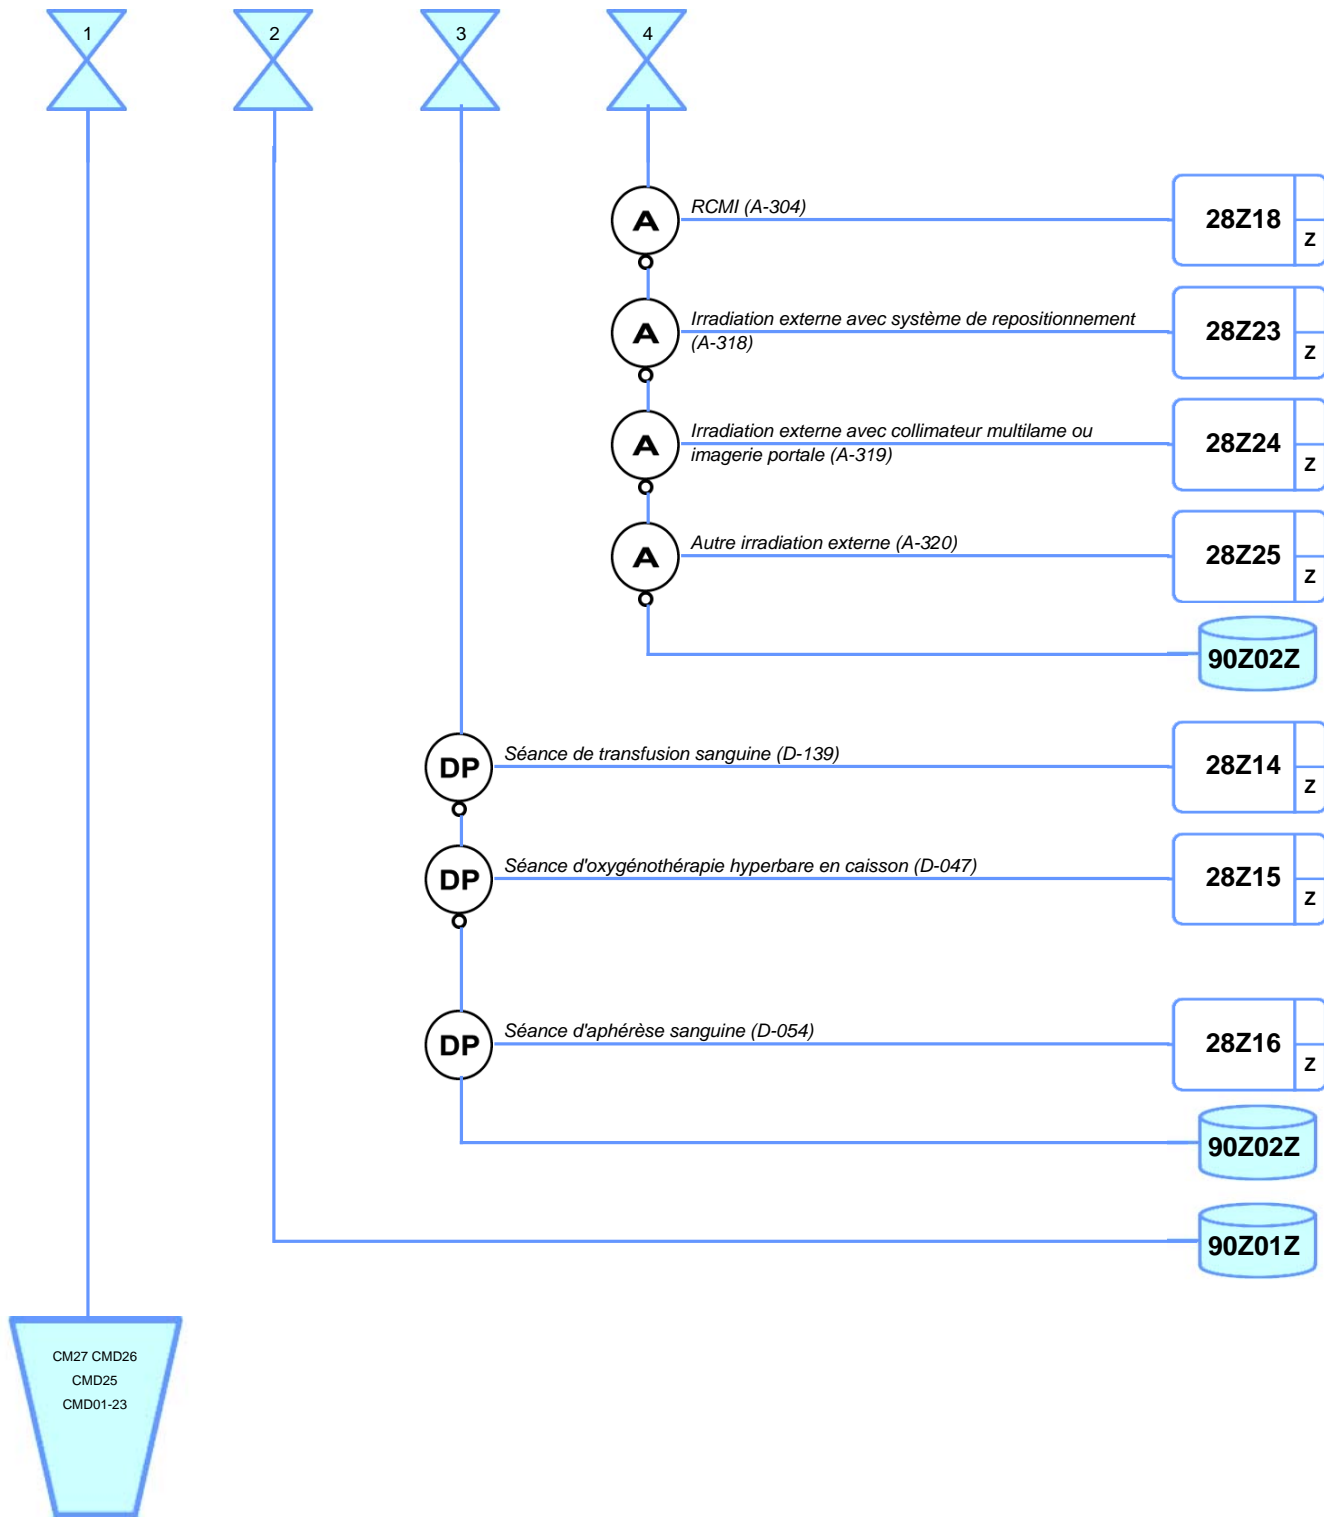 1
2
3
4
A
RCMI (A-304)
28Z18
Z
A
Irradiation externe avec système de repositionnement
(A-318)
28Z23
Z
A
Irradiation externe avec collimateur multilame ou
imagerie portale (A-319)
28Z24
Z
A
Autre irradiation externe (A-320)
28Z25
Z
90Z02Z
DP
Séance de transfusion sanguine (D-139)
28Z14
Z
DP
Séance d'oxygénothérapie hyperbare en caisson (D-047)
28Z15
Z
DP
Séance d'aphérèse sanguine (D-054)
28Z16
Z
90Z02Z
90Z01Z
CM27 CMD26
CMD25
CMD01-23